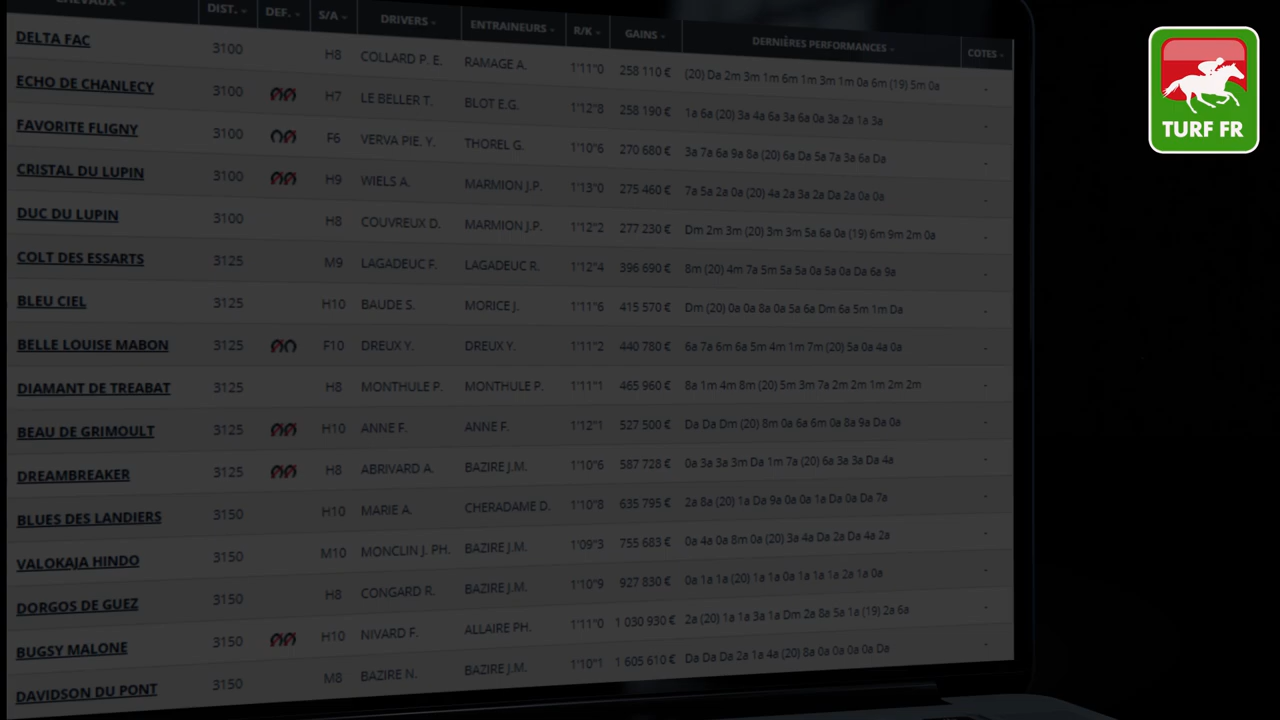 CHEVAUX DIST. DEF. S/A DRIVERS ENTRAINEURS R/K GAINS DERNIÈRES PERFORMANCES COTES
DELTA FAC 3100 H8 COLLARD P. E. RAMAGE A. 1'11"0 258 110 € (20) Da 2m 3m 1m 6m 1m 3m 1m 0a 6m (19) 5m 0a -
ECHO DE CHANLECY 3100 H7 LE BELLER T. BLOT E.G. 1'12"8 258 190 € 1a 6a (20) 3a 4a 6a 3a 6a 0a 3a 2a 1a 3a -
FAVORITE FLIGNY 3100 F6 VERVA PIE. Y. THOREL G. 1'10"6 270 680 € 3a 7a 6a 9a 8a (20) 6a Da 5a 7a 3a 6a Da -
CRISTAL DU LUPIN 3100 H9 WIELS A. MARMION J.P. 1'13"0 275 460 € 7a 5a 2a 0a (20) 4a 2a 3a 2a Da 2a 0a 0a -
DUC DU LUPIN 3100 H8 COUVREUX D. MARMION J.P. 1'12"2 277 230 € Dm 2m 3m (20) 3m 3m 5a 6a 0a (19) 6m 9m 2m 0a -
COLT DES ESSARTS 3125 M9 LAGADEUC F. LAGADEUC R. 1'12"4 396 690 € 8m (20) 4m 7a 5m 5a 5a 0a 5a 0a Da 6a 9a -
BLEU CIEL 3125 H10 BAUDE S. MORICE J. 1'11"6 415 570 € Dm (20) 0a 0a 8a 0a 5a 6a Dm 6a 5m 1m Da -
BELLE LOUISE MABON 3125 F10 DREUX Y. DREUX Y. 1'11"2 440 780 € 6a 7a 6m 6a 5m 4m 1m 7m (20) 5a 0a 4a 0a -
DIAMANT DE TREABAT 3125 H8 MONTHULE P. MONTHULE P. 1'11"1 465 960 € 8a 1m 4m 8m (20) 5m 3m 7a 2m 2m 1m 2m 2m -
BEAU DE GRIMOULT 3125 H10 ANNE F. ANNE F. 1'12"1 527 500 € Da Da Dm (20) 8m 0a 6a 6m 0a 8a 9a Da 0a -
DREAMBREAKER 3125 H8 ABRIVARD A. BAZIRE J.M. 1'10"6 587 728 € 0a 3a 3a 3m Da 1m 7a (20) 6a 3a 3a Da 4a -
BLUES DES LANDIERS 3150 H10 MARIE A. CHERADAME D. 1'10"8 635 795 € 2a 8a (20) 1a Da 9a 0a 0a 1a Da 0a Da 7a -
VALOKAJA HINDO 3150 M10 MONCLIN J. PH. BAZIRE J.M. 1'09"3 755 683 € 0a 4a 0a 8m 0a (20) 3a 4a Da 2a Da 4a 2a -
DORGOS DE GUEZ 3150 H8 CONGARD R. BAZIRE J.M. 1'10"9 927 830 € 0a 1a 1a (20) 1a 1a 0a 1a 1a 1a 2a 1a 0a -
BUGSY MALONE 3150 H10 NIVARD F. ALLAIRE PH. 1'11"0 1 030 930 € 2a (20) 1a 1a 3a 1a Dm 2a 8a 5a 1a (19) 2a 6a -
DAVIDSON DU PONT 3150 M8 BAZIRE N. BAZIRE J.M. 1'10"1 1 605 610 € Da Da Da 2a 1a 4a (20) 8a 0a 0a 0a 0a Da -
TURF FR